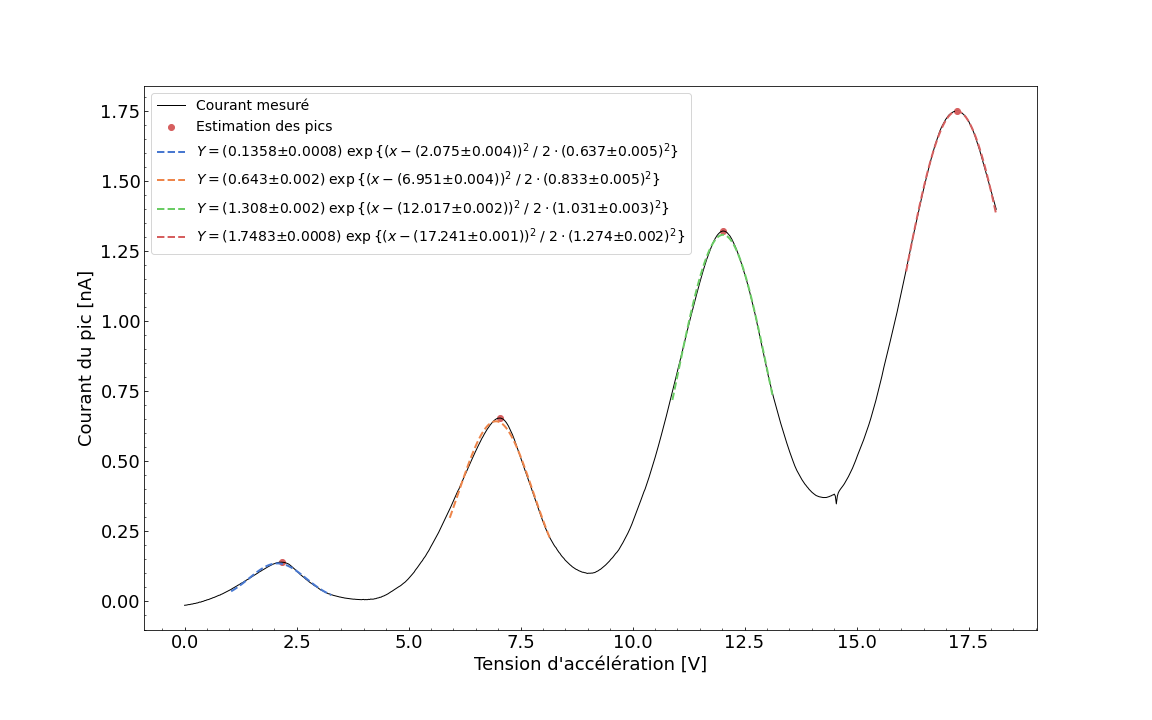 Courant mesuré
Estimation des pics
Y = (0.1358±0.0008) exp {(x − (2.075±0.004))² / 2 · (0.637±0.005)²}
Y = (0.643±0.002) exp {(x − (6.951±0.004))² / 2 · (0.833±0.005)²}
Y = (1.308±0.002) exp {(x − (12.017±0.002))² / 2 · (1.031±0.003)²}
Y = (1.7483±0.0008) exp {(x − (17.241±0.001))² / 2 · (1.274±0.002)²}
Courant du pic [nA]
1.75
1.50
1.25
1.00
0.75
0.50
0.25
0.00
0.0 2.5 5.0 7.5 10.0 12.5 15.0 17.5
Tension d'accélération [V]